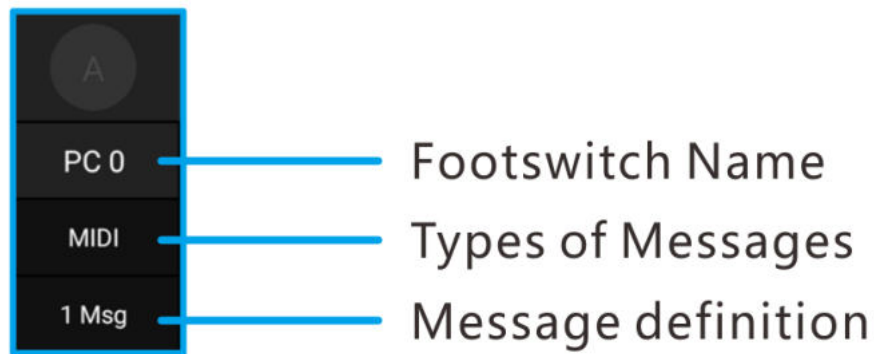 A
PC 0
Footswitch Name
MIDI
Types of Messages
1 Msg
Message definition